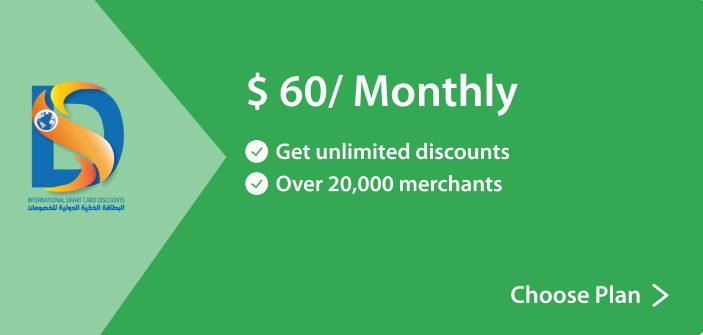 $ 60/ Monthly
Get unlimited discounts
Over 20,000 merchants
INTERNATIONAL SMART CARD DISCOUNTS
البطاقة الذكية الدولية للخصومات
Choose Plan